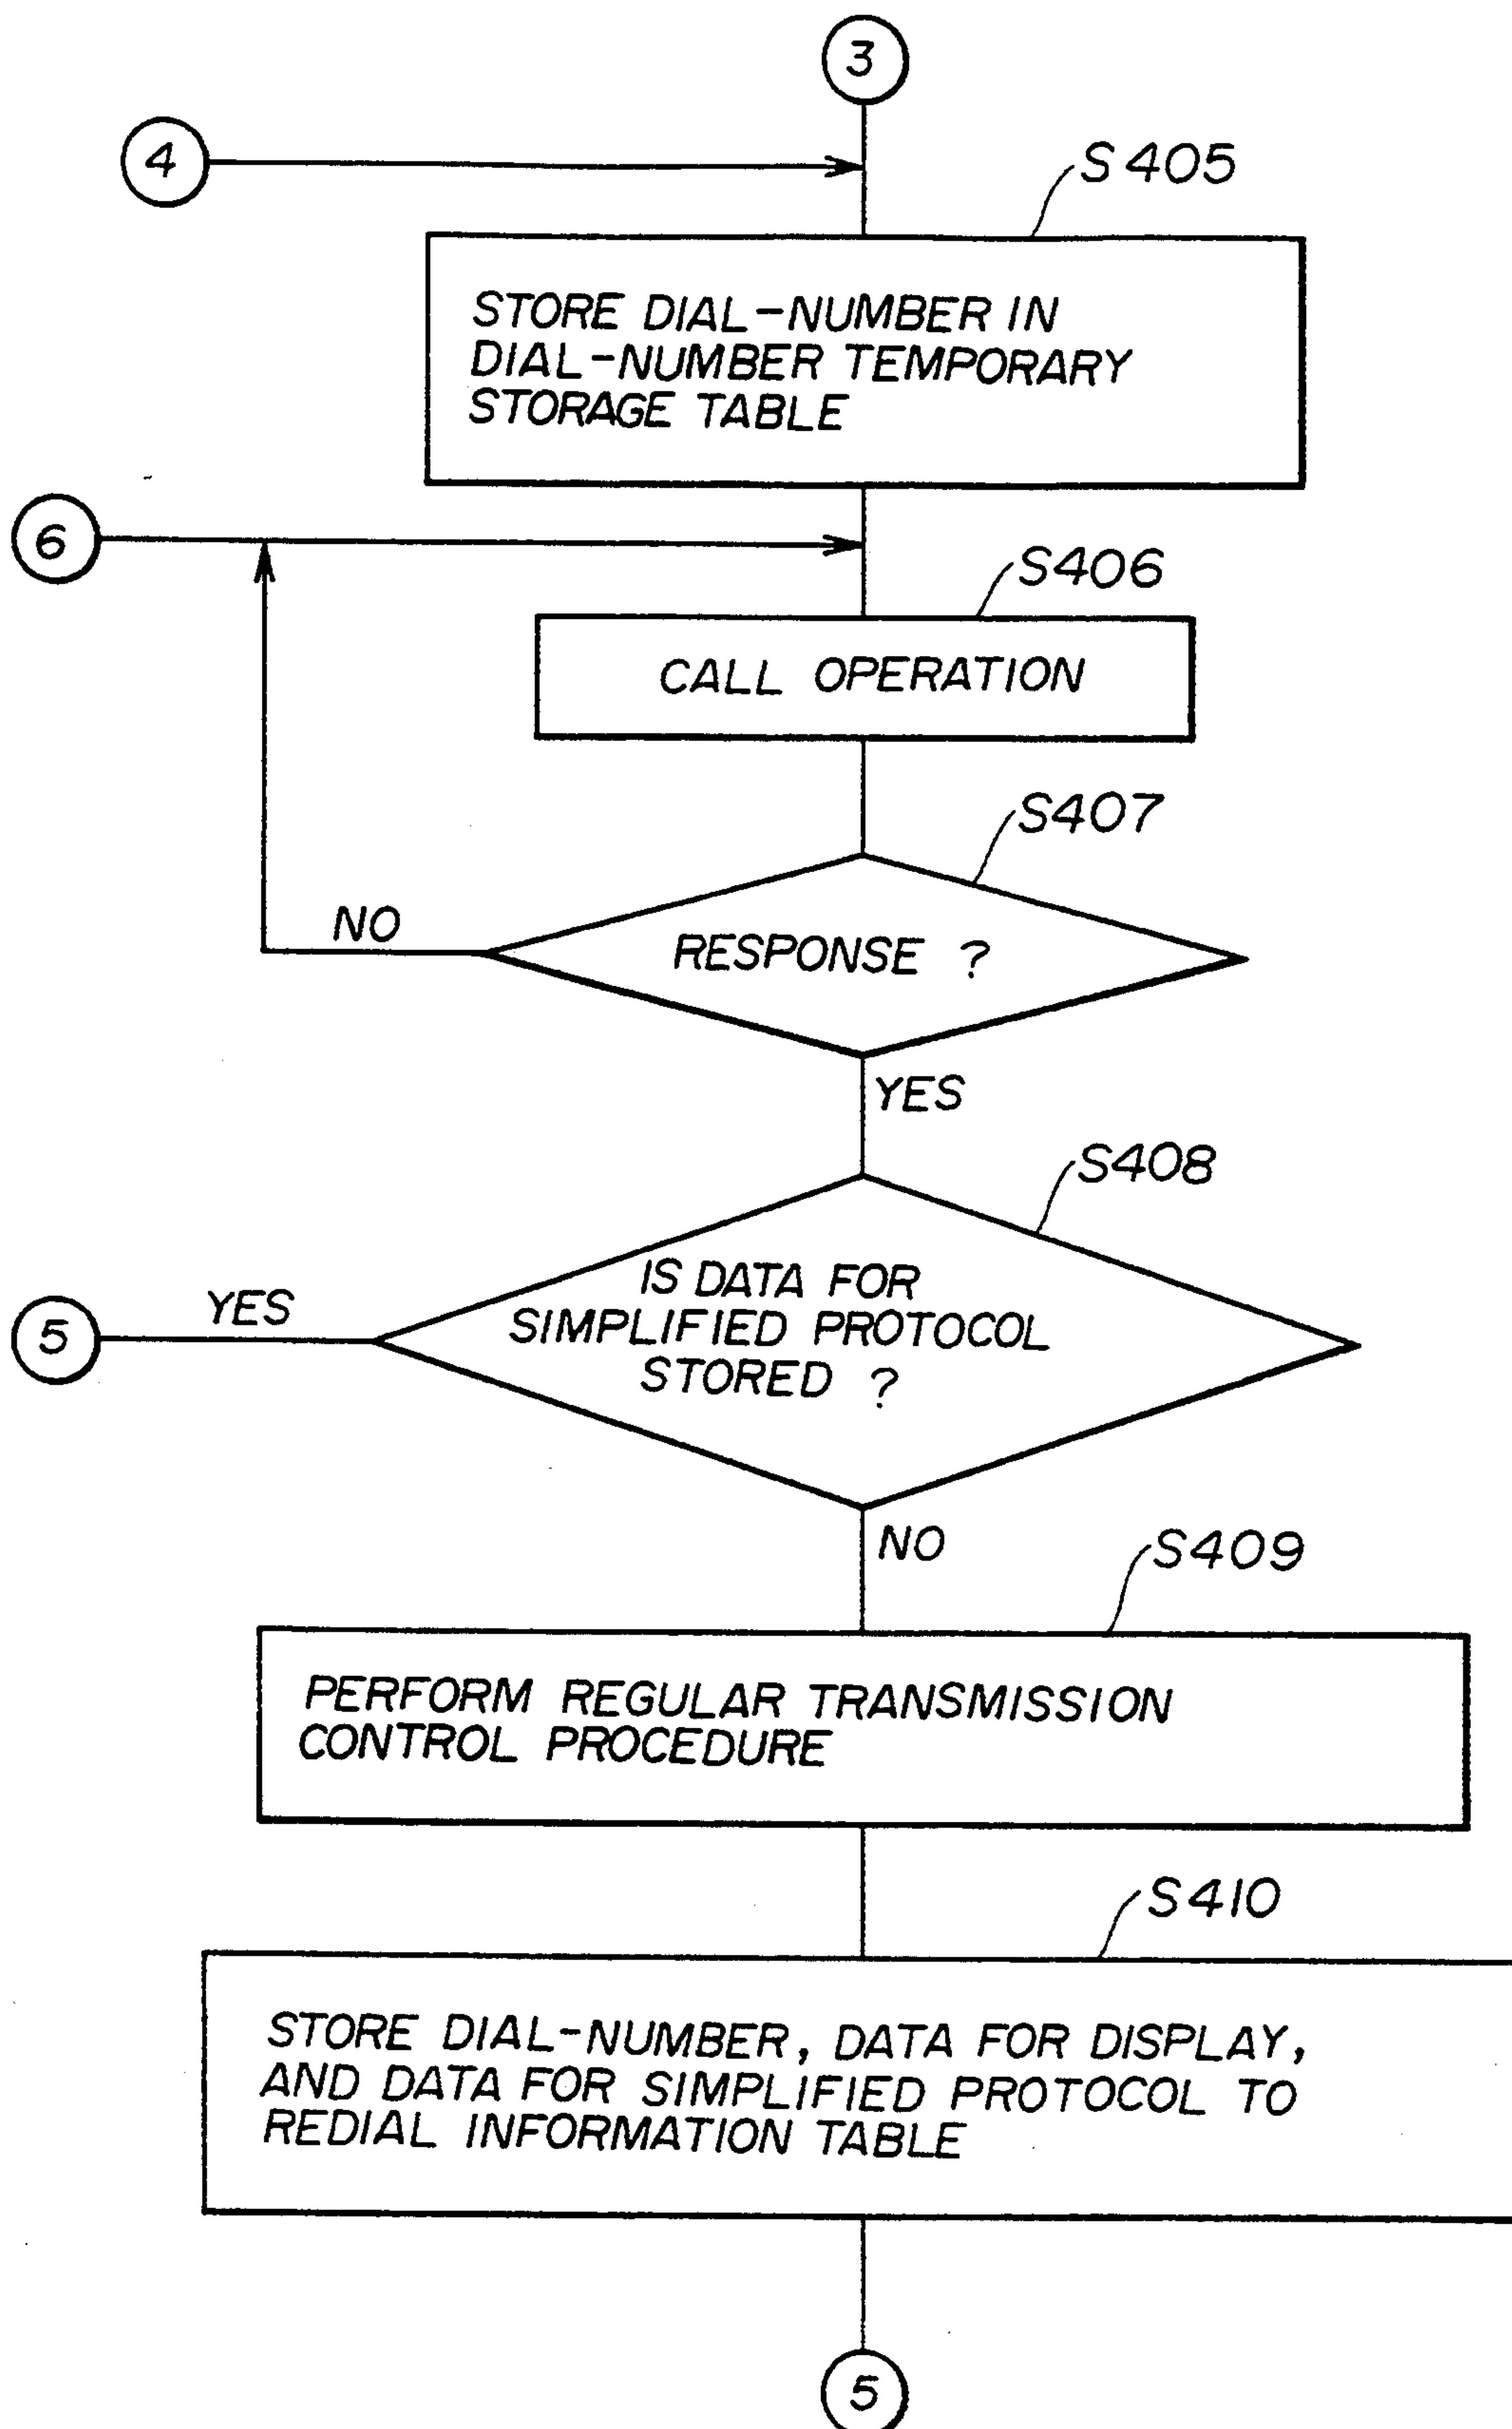 3
4
S405
STORE DIAL-NUMBER IN
DIAL-NUMBER TEMPORARY
STORAGE TABLE
6
S406
CALL OPERATION
S407
NO
RESPONSE ?
YES
S408
IS DATA FOR
SIMPLIFIED PROTOCOL
STORED ?
YES
5
NO
S409
PERFORM REGULAR TRANSMISSION
CONTROL PROCEDURE
S410
STORE DIAL-NUMBER, DATA FOR DISPLAY,
AND DATA FOR SIMPLIFIED PROTOCOL TO
REDIAL INFORMATION TABLE
5